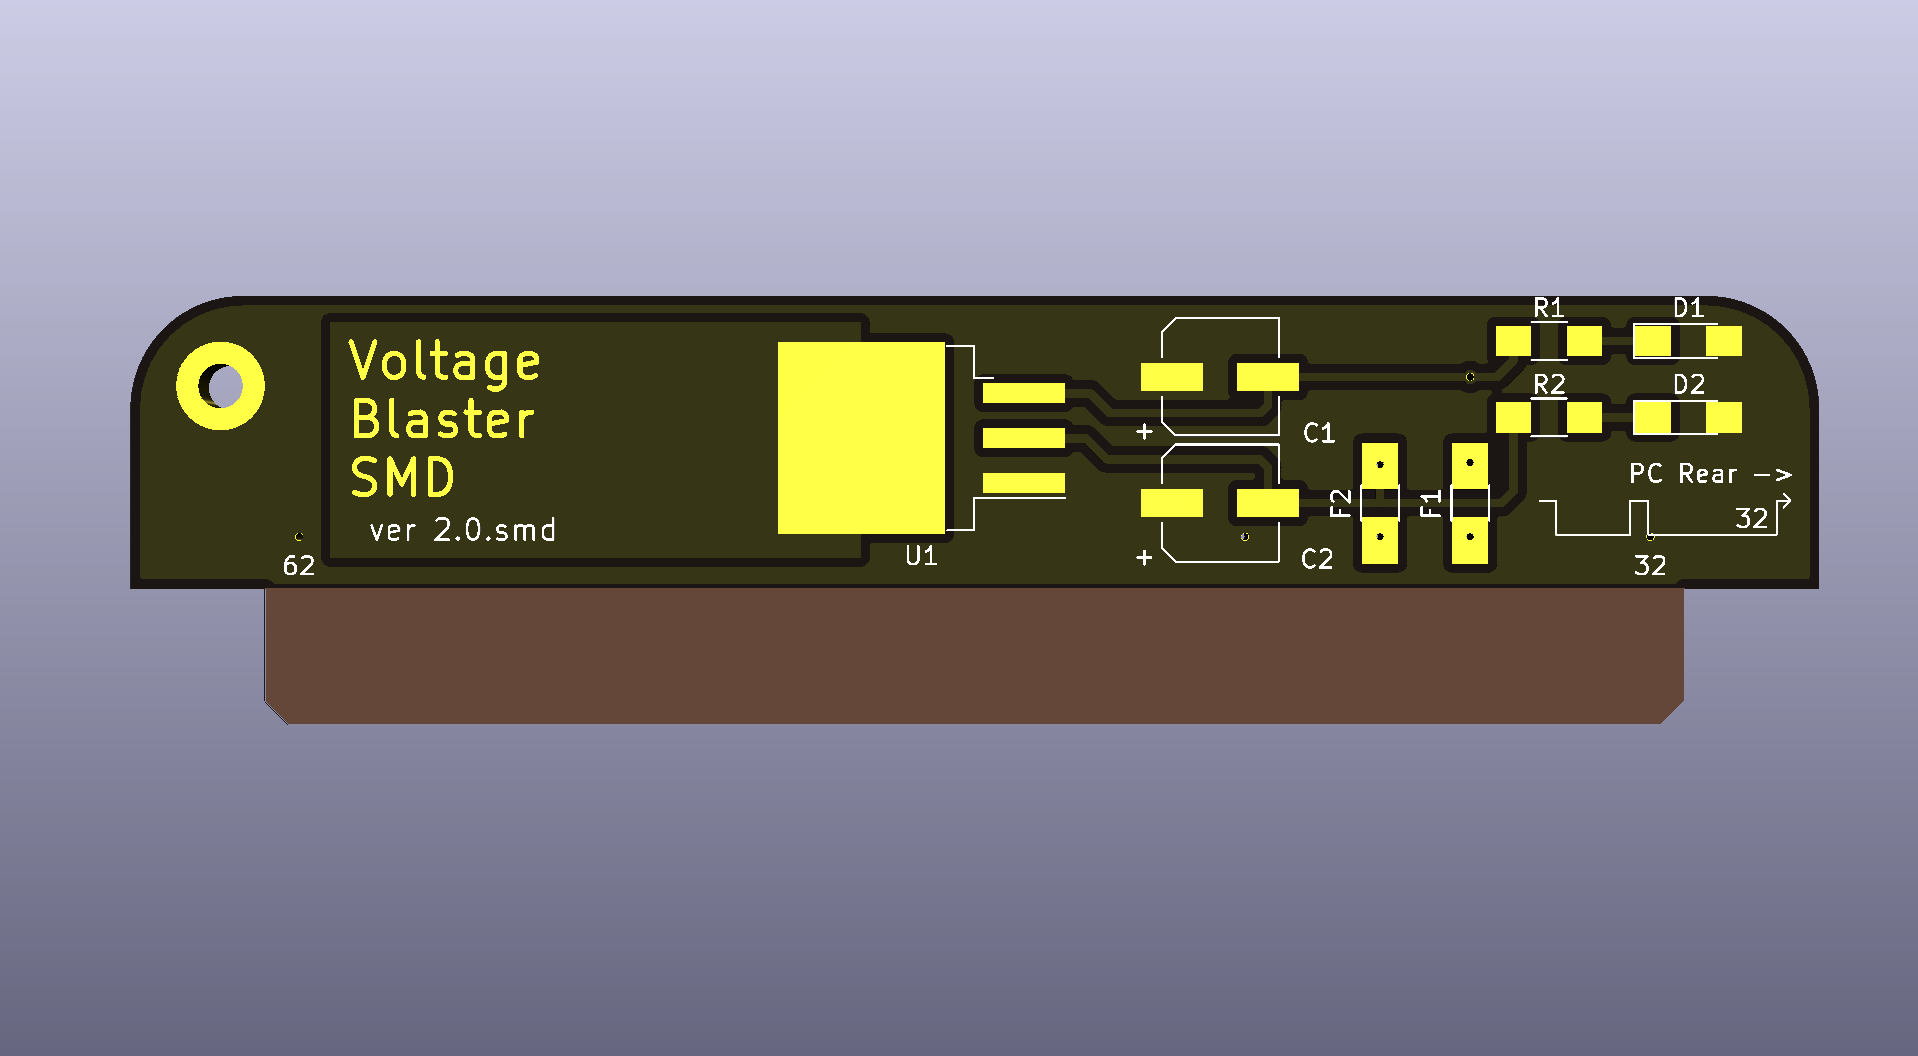 Voltage
Blaster
SMD
ver 2.0.smd
62
U1
+
C1
+
C2
F2
F1
R1
D1
R2
D2
PC Rear ->
32
32